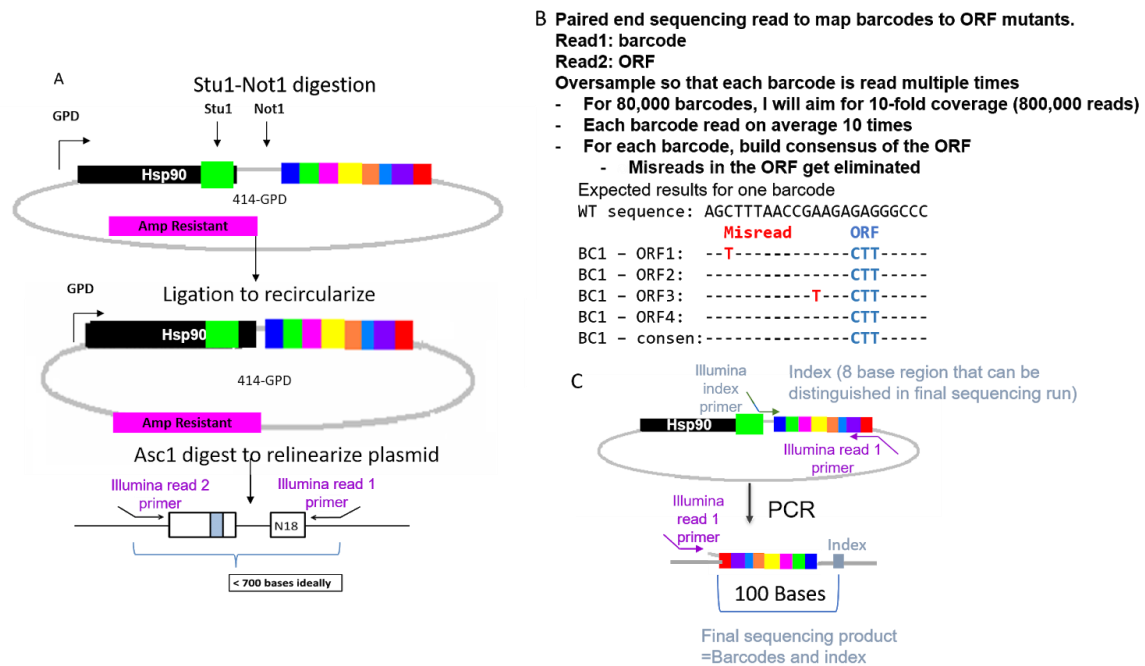 A
Stu1-Not1 digestion
Stu1
Not1
GPD
Hsp90
414-GPD
Amp Resistant
Ligation to recircularize
GPD
Hsp90
414-GPD
Amp Resistant
Asc1 digest to relinearize plasmid
Illumina read 2
primer
Illumina read 1
primer
N18
< 700 bases ideally
B
Paired end sequencing read to map barcodes to ORF mutants.
Read1: barcode
Read2: ORF
Oversample so that each barcode is read multiple times
- For 80,000 barcodes, I will aim for 10-fold coverage (800,000 reads)
- Each barcode read on average 10 times
- For each barcode, build consensus of the ORF
- Misreads in the ORF get eliminated
Expected results for one barcode
WT sequence: AGCTTTAACCGAAGAGAGGGCCC
Misread ORF
BC1 – ORF1: --T-----------CTT------
BC1 – ORF2: --------------CTT------
BC1 – ORF3: -----------T--CTT------
BC1 – ORF4: --------------CTT------
BC1 – consen:--------------CTT------
C
Illumina
index
primer
Index (8 base region that can be
distinguished in final sequencing run)
Hsp90
Illumina read 1
primer
PCR
Illumina
read 1
primer
Index
100 Bases
Final sequencing product
=Barcodes and index